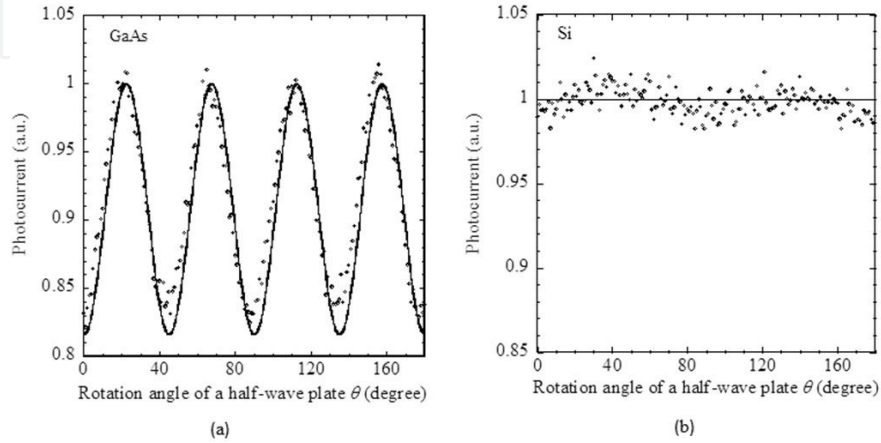 1.05
GaAs
1
0.95
0.9
0.85
0.8
Photocurrent (a.u.)
0
40
80
120
160
Rotation angle of a half-wave plate θ (degree)
(a)
1.05
Si
1
0.95
0.9
0.85
Photocurrent (a.u.)
0
40
80
120
160
Rotation angle of a half-wave plate θ (degree)
(b)